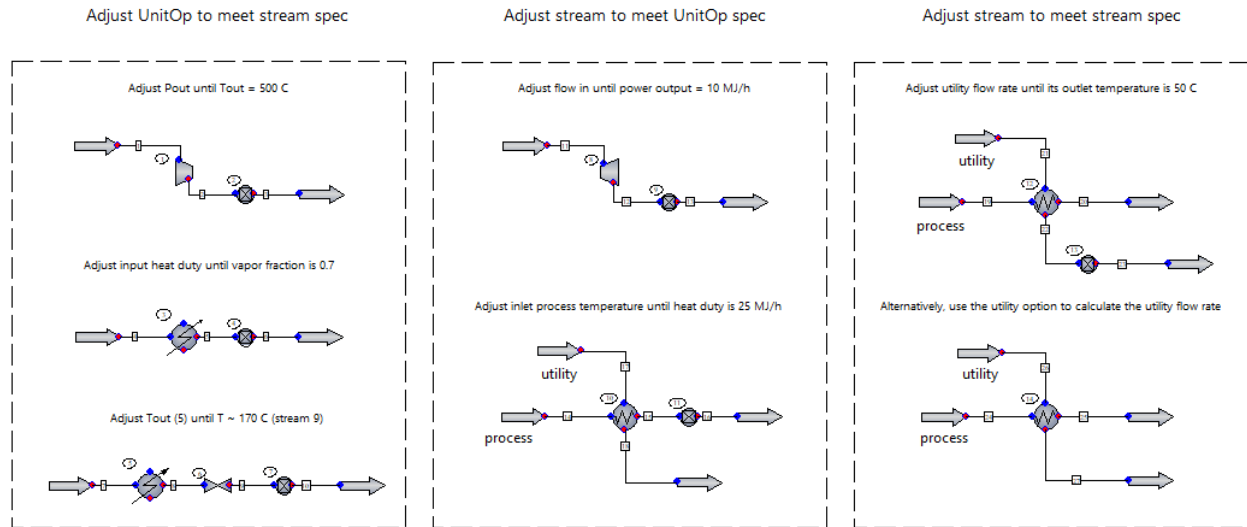 Adjust UnitOp to meet stream spec
Adjust stream to meet UnitOp spec
Adjust stream to meet stream spec
Adjust Pout until Tout = 500 C
Adjust flow in until power output = 10 MJ/h
Adjust utility flow rate until its outlet temperature is 50 C
utility
process
Adjust input heat duty until vapor fraction is 0.7
Adjust inlet process temperature until heat duty is 25 MJ/h
Alternatively, use the utility option to calculate the utility flow rate
utility
process
utility
process
Adjust Tout (5) until T ~ 170 C (stream 9)